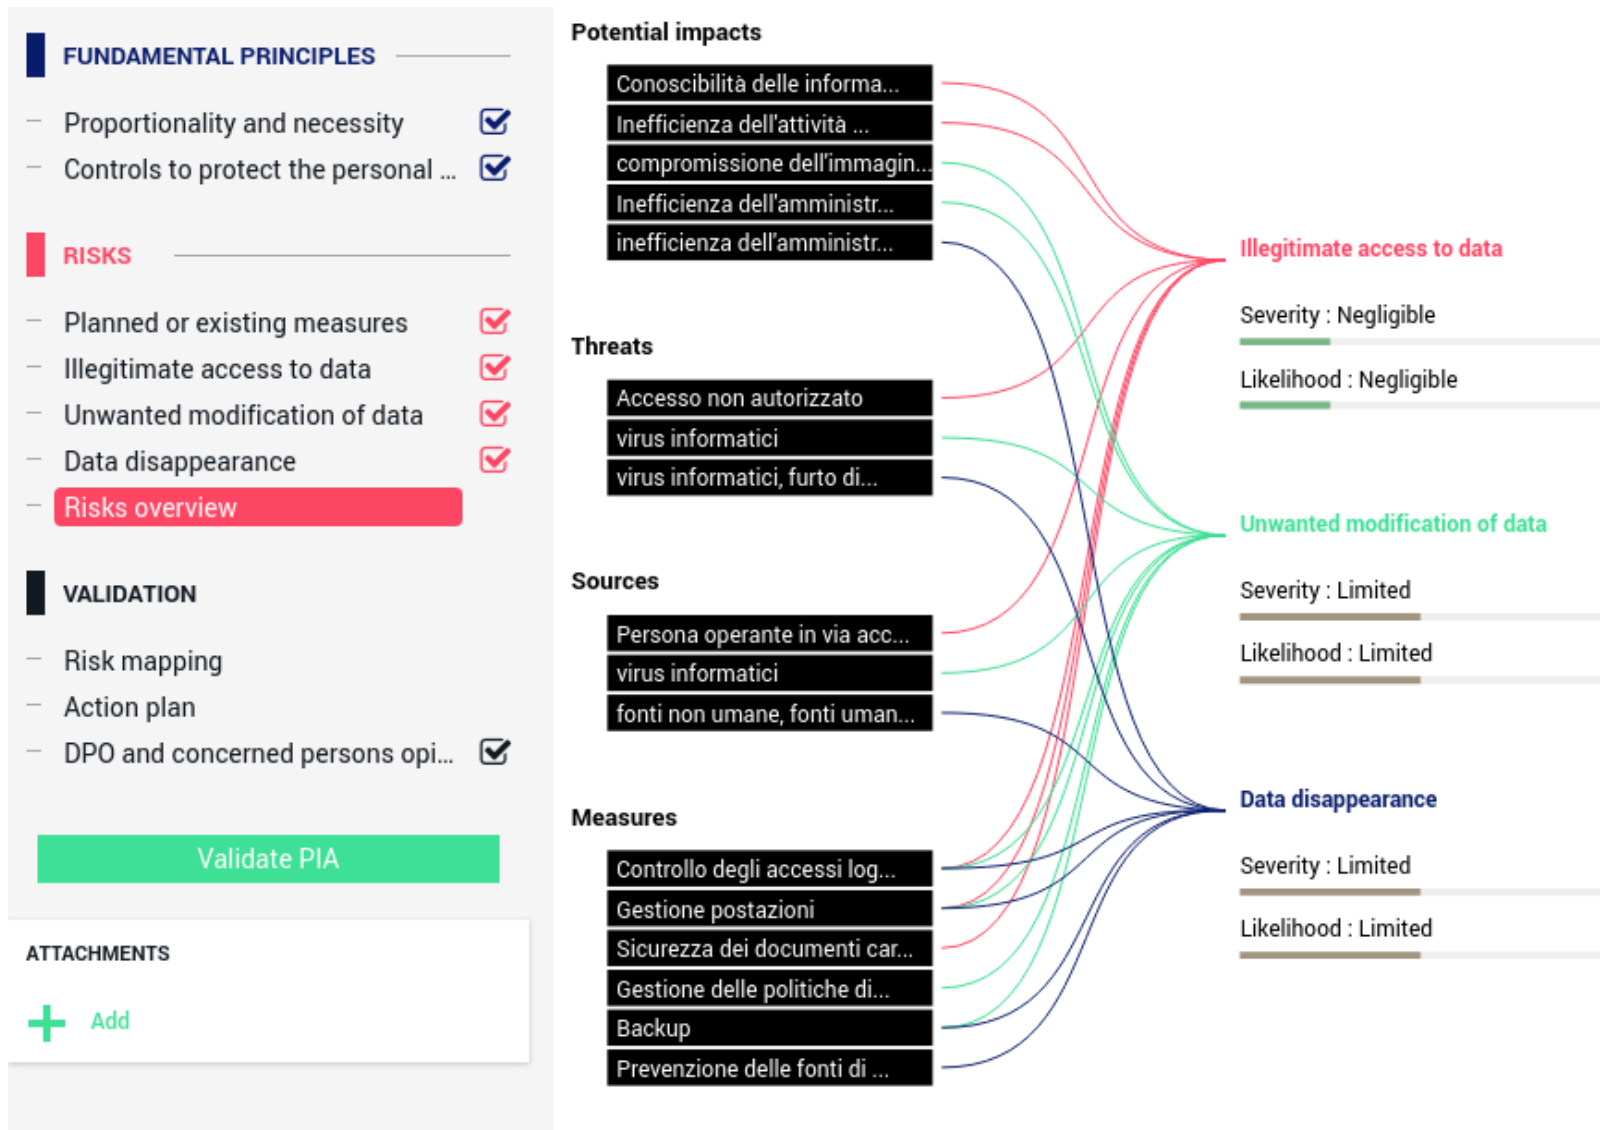 FUNDAMENTAL PRINCIPLES
Proportionality and necessity
Controls to protect the personal ...
RISKS
Planned or existing measures
Illegitimate access to data
Unwanted modification of data
Data disappearance
Risks overview
VALIDATION
Risk mapping
Action plan
DPO and concerned persons opi...
Validate PIA
ATTACHMENTS
Add
Potential impacts
Conoscibilità delle informa...
Inefficienza dell'attività ...
compromissione dell'immagin...
Inefficienza dell'amministr...
inefficienza dell'amministr...
Threats
Accesso non autorizzato
virus informatici
virus informatici, furto di...
Sources
Persona operante in via acc...
virus informatici
fonti non umane, fonti uman...
Measures
Controllo degli accessi log...
Gestione postazioni
Sicurezza dei documenti car...
Gestione delle politiche di...
Backup
Prevenzione delle fonti di ...
Illegitimate access to data
Severity : Negligible
Likelihood : Negligible
Unwanted modification of data
Severity : Limited
Likelihood : Limited
Data disappearance
Severity : Limited
Likelihood : Limited